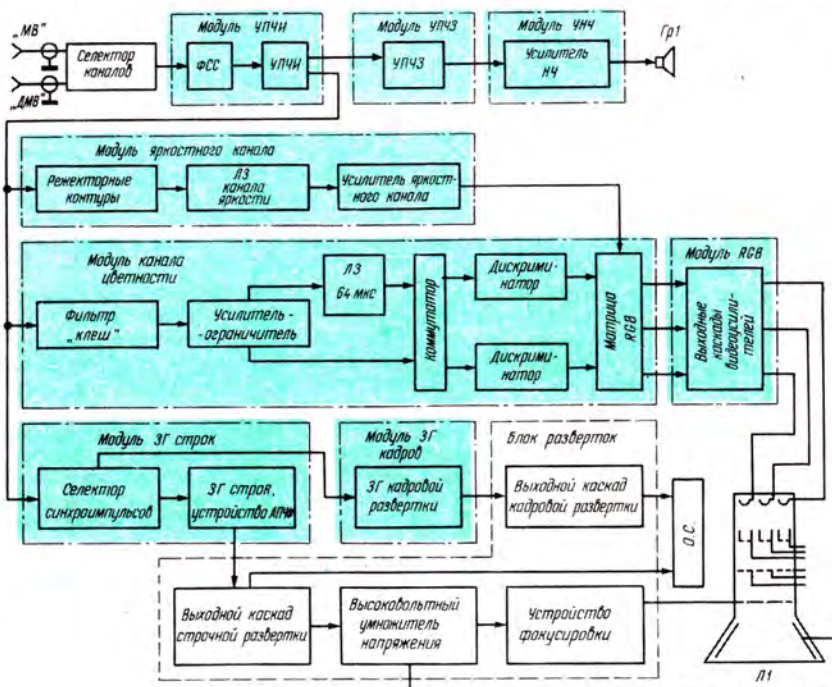 Модуль УПЧИ
Модуль УПЧЗ
Модуль УНЧ
Гр1
„МВ"
Селектор
каналов
ФСС
УПЧИ
УПЧЗ
Усилитель
НЧ
„ДМВ"
Модуль яркостного канала
Режекторные
контуры
ЛЗ
канала
яркости
Усилитель яркост-
ного канала
Модуль канала
цветности
ЛЗ
64 мкс
Дискрими-
натор
Модуль RGB
Фильтр
„клеш"
Усилитель-
-ограничитель
Коммутатор
Дискрими-
натор
Матрица
RGB
Выходные
каскады
видеоусили-
телей
Модуль ЗГ строк
Модуль ЗГ
кадров
Блок разверток
Селектор
синхроимпульсов
ЗГ строк,
устройство АПЧиФ
ЗГ кадровой
развертки
Выходной каскад
кадровой развертки
О.С.
Выходной каскад
строчной развертки
Высоковольтный
умножитель
напряжения
Устройство
фокусировки
Л1